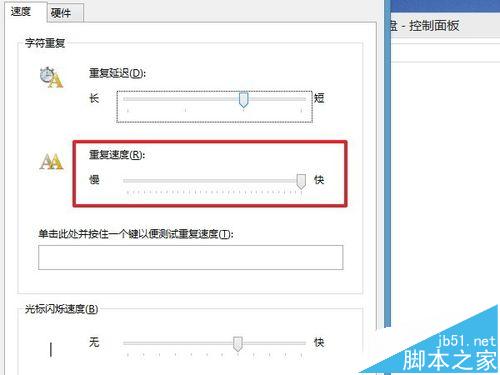 速度 硬件
盘 - 控制面板
字符重复
重复延迟(D):
长 短
重复速度(R):
慢 快
单击此处并按住一个键以便测试重复速度(T):
光标闪烁速度(B)
无 快
jb51.net
脚本之家